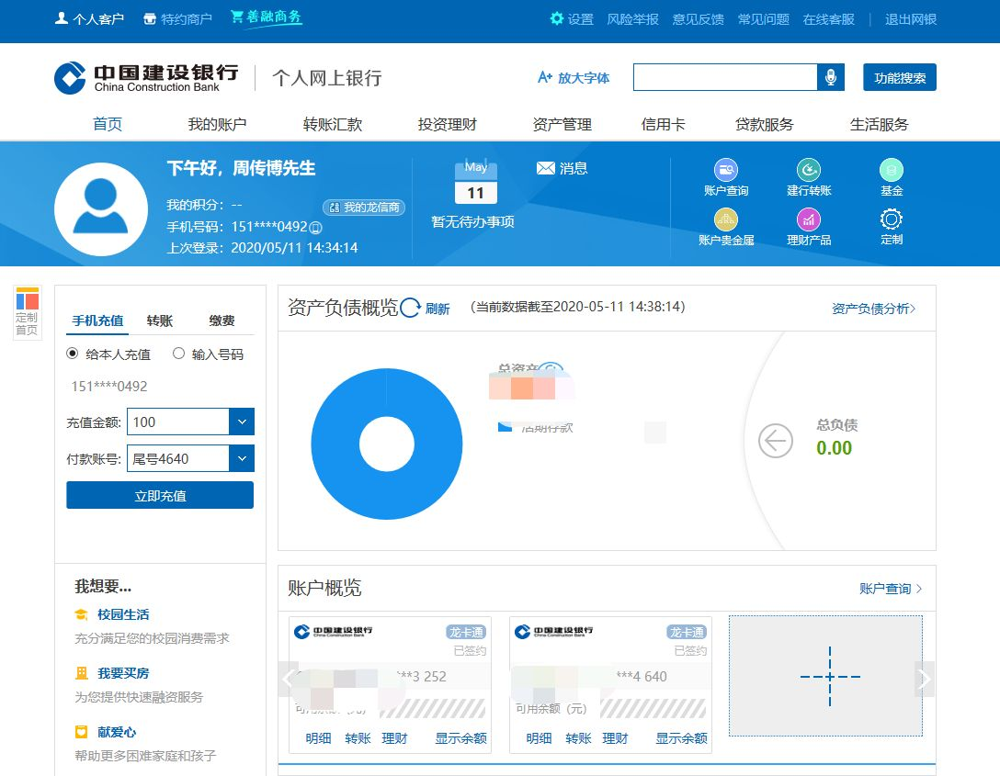 个人客户 特约商户 善融商务 设置 风险举报 意见反馈 常见问题 在线客服 | 退出网银
中国建设银行
China Construction Bank
个人网上银行
A+ 放大字体
功能搜索
首页 我的账户 转账汇款 投资理财 资产管理 信用卡 贷款服务 生活服务
下午好，周传博先生
我的积分：--
我的龙信商
手机号码：151****0492
上次登录：2020/05/11 14:34:14
May
11
暂无待办事项
消息
账户查询 建行转账 基金
账户贵金属 理财产品 定制
定制
首页
手机充值 转账 缴费
给本人充值 输入号码
151****0492
充值金额: 100
付款账号: 尾号4640
立即充值
我想要...
校园生活
充分满足您的校园消费需求
我要买房
为您提供快速融资服务
献爱心
帮助更多困难家庭和孩子
资产负债概览 刷新 （当前数据截至2020-05-11 14:38:14） 资产负债分析>
总资产
活期存款
总负债
0.00
账户概览 账户查询 >
中国建设银行
China Construction Bank
龙卡通
已签约
***3 252
可用余额（元）
明细 转账 理财 显示余额
中国建设银行
China Construction Bank
龙卡通
已签约
***4 640
可用余额（元）
明细 转账 理财 显示余额